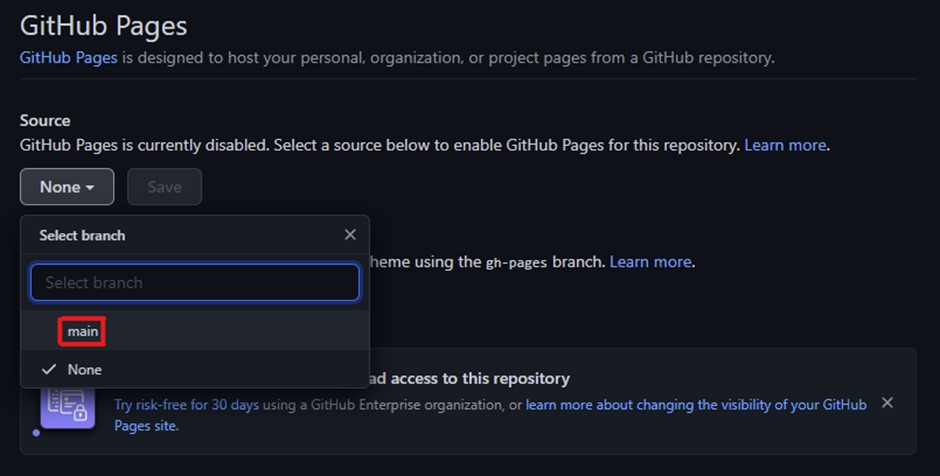 GitHub Pages
GitHub Pages is designed to host your personal, organization, or project pages from a GitHub repository.
Source
GitHub Pages is currently disabled. Select a source below to enable GitHub Pages for this repository. Learn more.
None
Save
Select branch
Select branch
heme using the gh-pages branch. Learn more.
main
None
ad access to this repository
Try risk-free for 30 days using a GitHub Enterprise organization, or learn more about changing the visibility of your GitHub
Pages site.